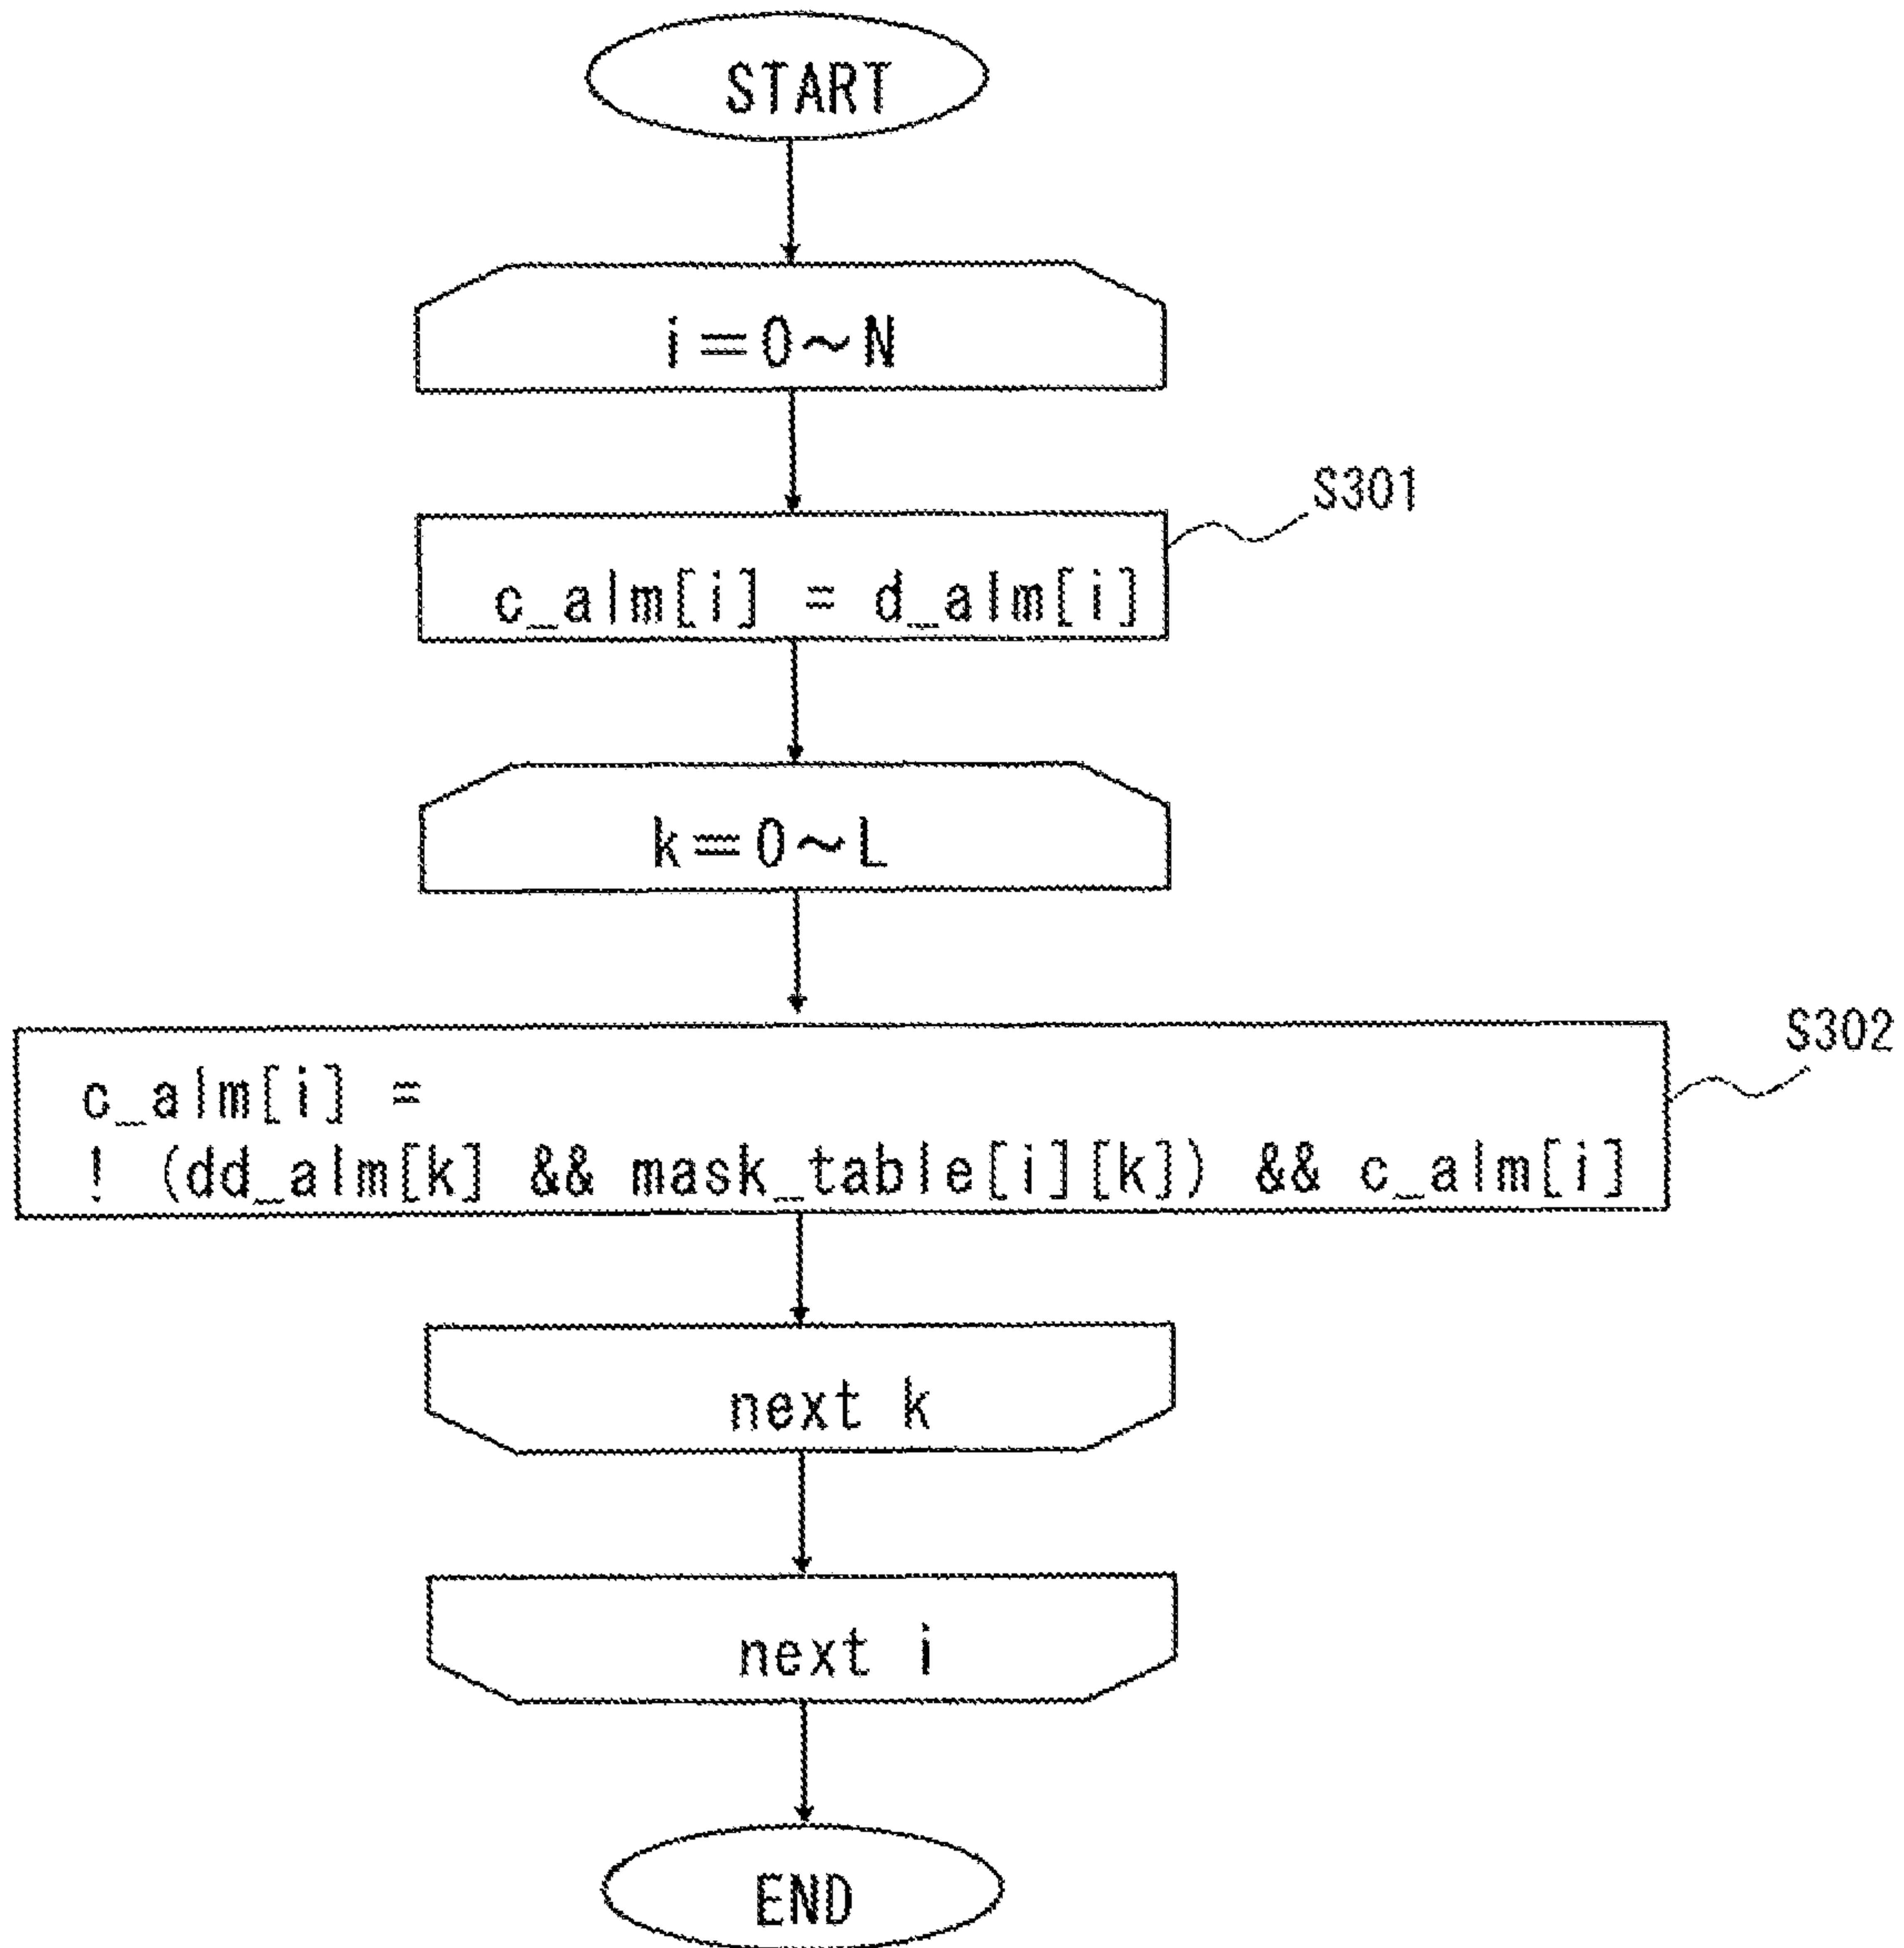 START
i=0~N
S301
c_alm[i] = d_alm[i]
k=0~L
S302
c_alm[i] =
! (dd_alm[k] && mask_table[i][k]) && c_alm[i]
next k
next i
END